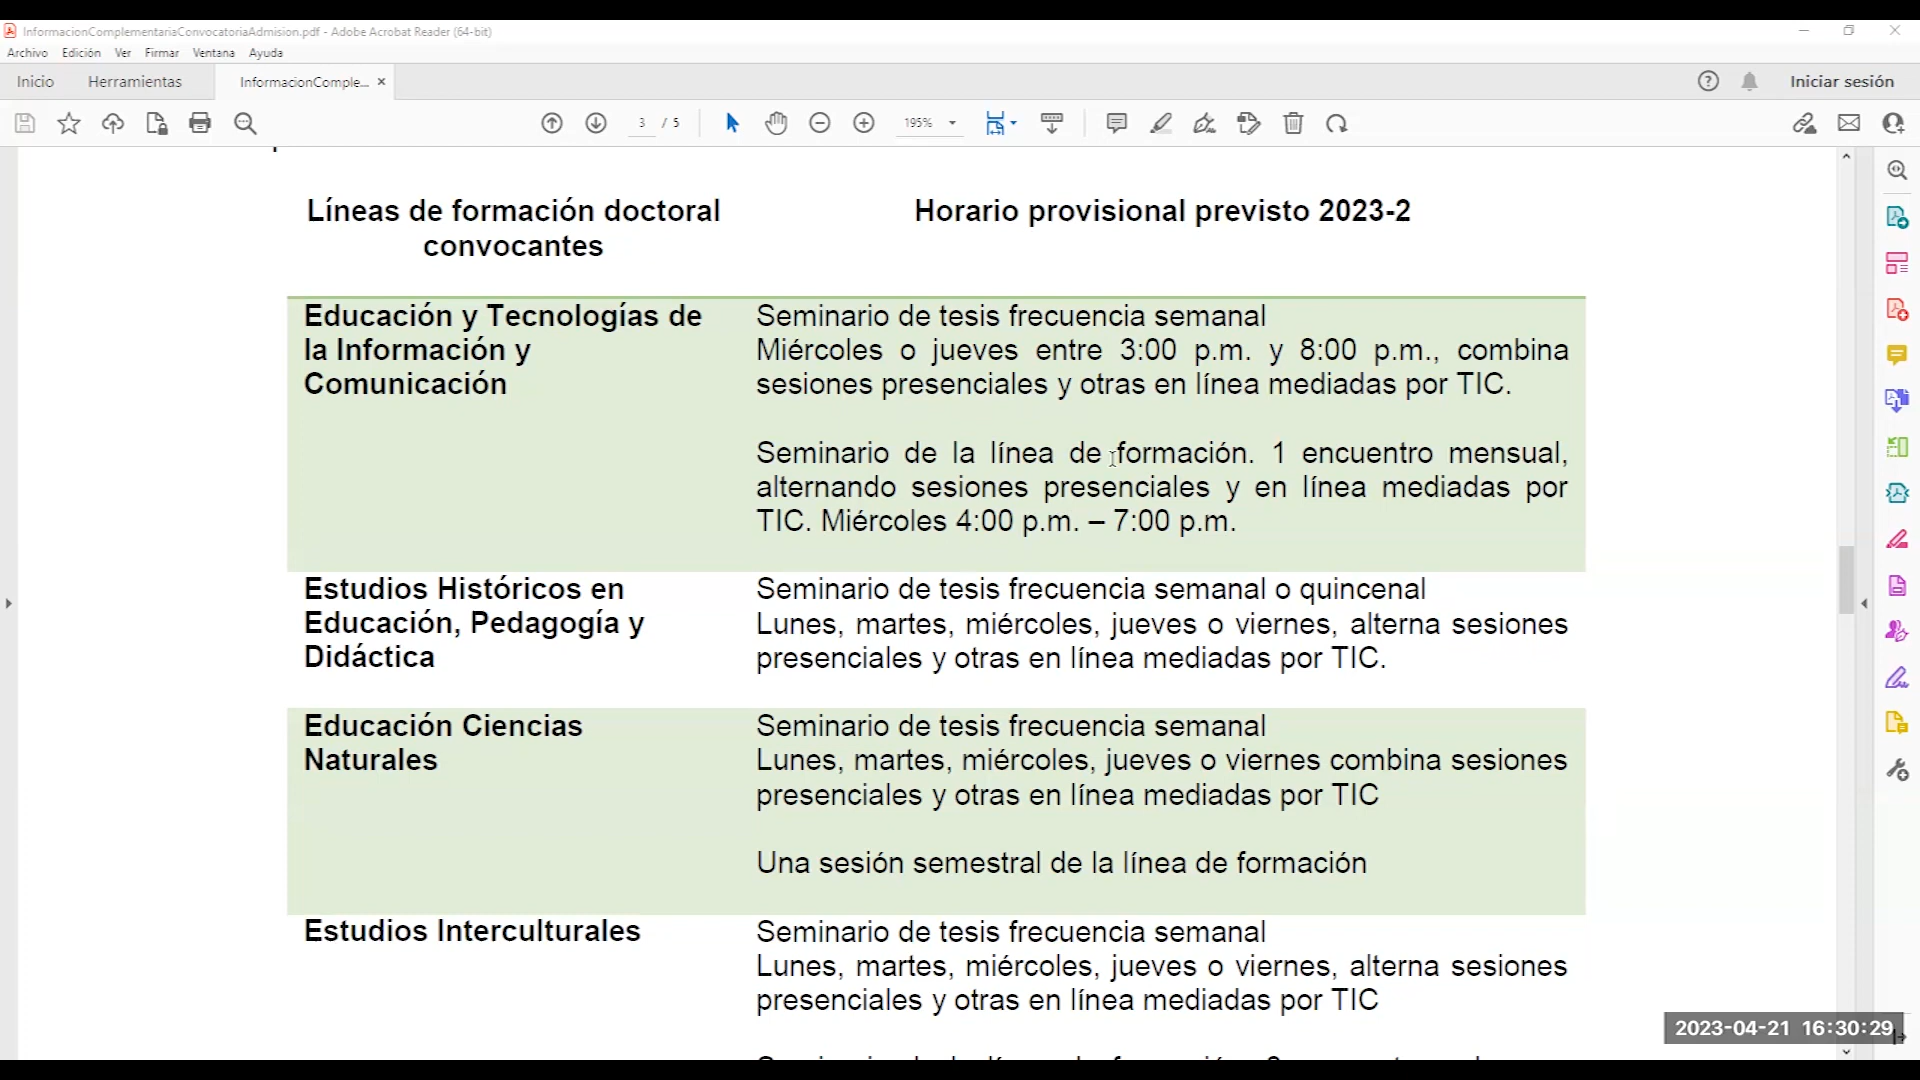 InformacionComplementariaConvocatoriaAdmision.pdf - Adobe Acrobat Reader (64-bit)
Archivo Edición Ver Firmar Ventana Ayuda
Inicio Herramientas InformacionComple... × Iniciar sesión
3 / 5 195%
Líneas de formación doctoral
convocantes
Horario provisional previsto 2023-2
Educación y Tecnologías de
la Información y
Comunicación
Seminario de tesis frecuencia semanal
Miércoles o jueves entre 3:00 p.m. y 8:00 p.m., combina
sesiones presenciales y otras en línea mediadas por TIC.
Seminario de la línea de formación. 1 encuentro mensual,
alternando sesiones presenciales y en línea mediadas por
TIC. Miércoles 4:00 p.m. – 7:00 p.m.
Estudios Históricos en
Educación, Pedagogía y
Didáctica
Seminario de tesis frecuencia semanal o quincenal
Lunes, martes, miércoles, jueves o viernes, alterna sesiones
presenciales y otras en línea mediadas por TIC.
Educación Ciencias
Naturales
Seminario de tesis frecuencia semanal
Lunes, martes, miércoles, jueves o viernes combina sesiones
presenciales y otras en línea mediadas por TIC
Una sesión semestral de la línea de formación
Estudios Interculturales
Seminario de tesis frecuencia semanal
Lunes, martes, miércoles, jueves o viernes, alterna sesiones
presenciales y otras en línea mediadas por TIC
2023-04-21 16:30:29